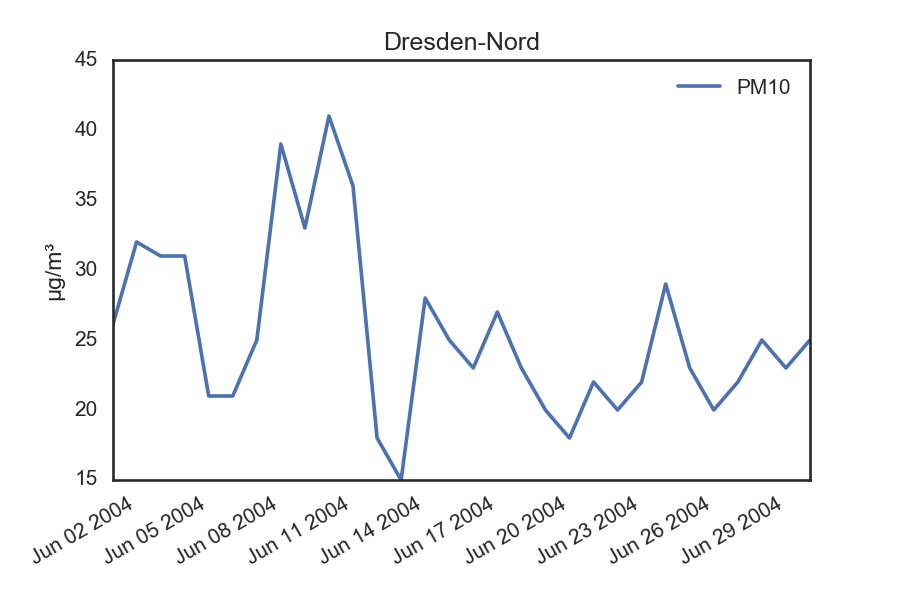 Dresden-Nord
PM10
45
40
35
30
25
20
15
µg/m³
Jun 02 2004
Jun 05 2004
Jun 08 2004
Jun 11 2004
Jun 14 2004
Jun 17 2004
Jun 20 2004
Jun 23 2004
Jun 26 2004
Jun 29 2004